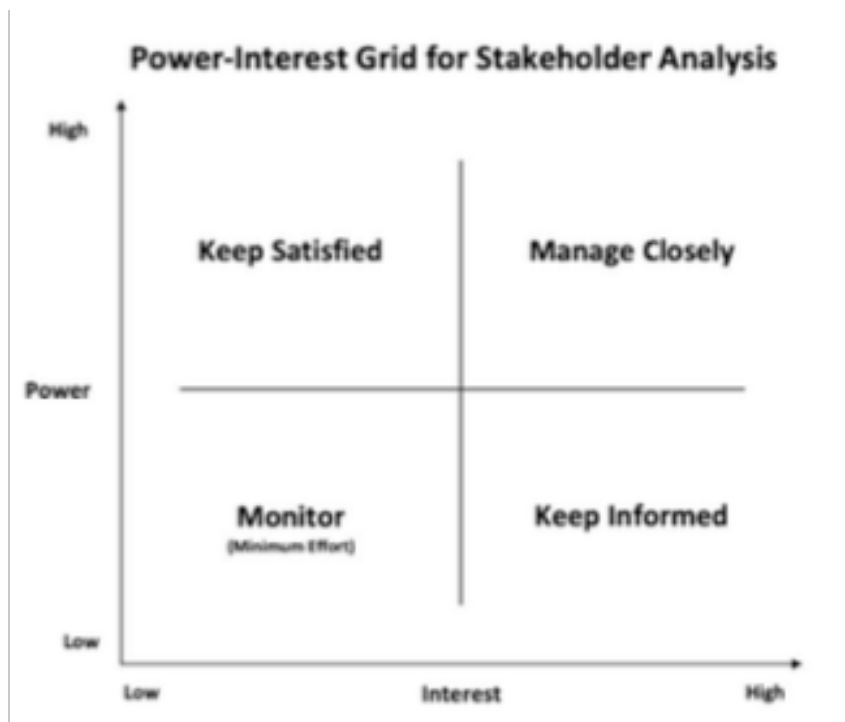 Power-Interest Grid for Stakeholder Analysis
High
Keep Satisfied
Manage Closely
Power
Monitor
(Minimum Effort)
Keep Informed
Low
Low
Interest
High